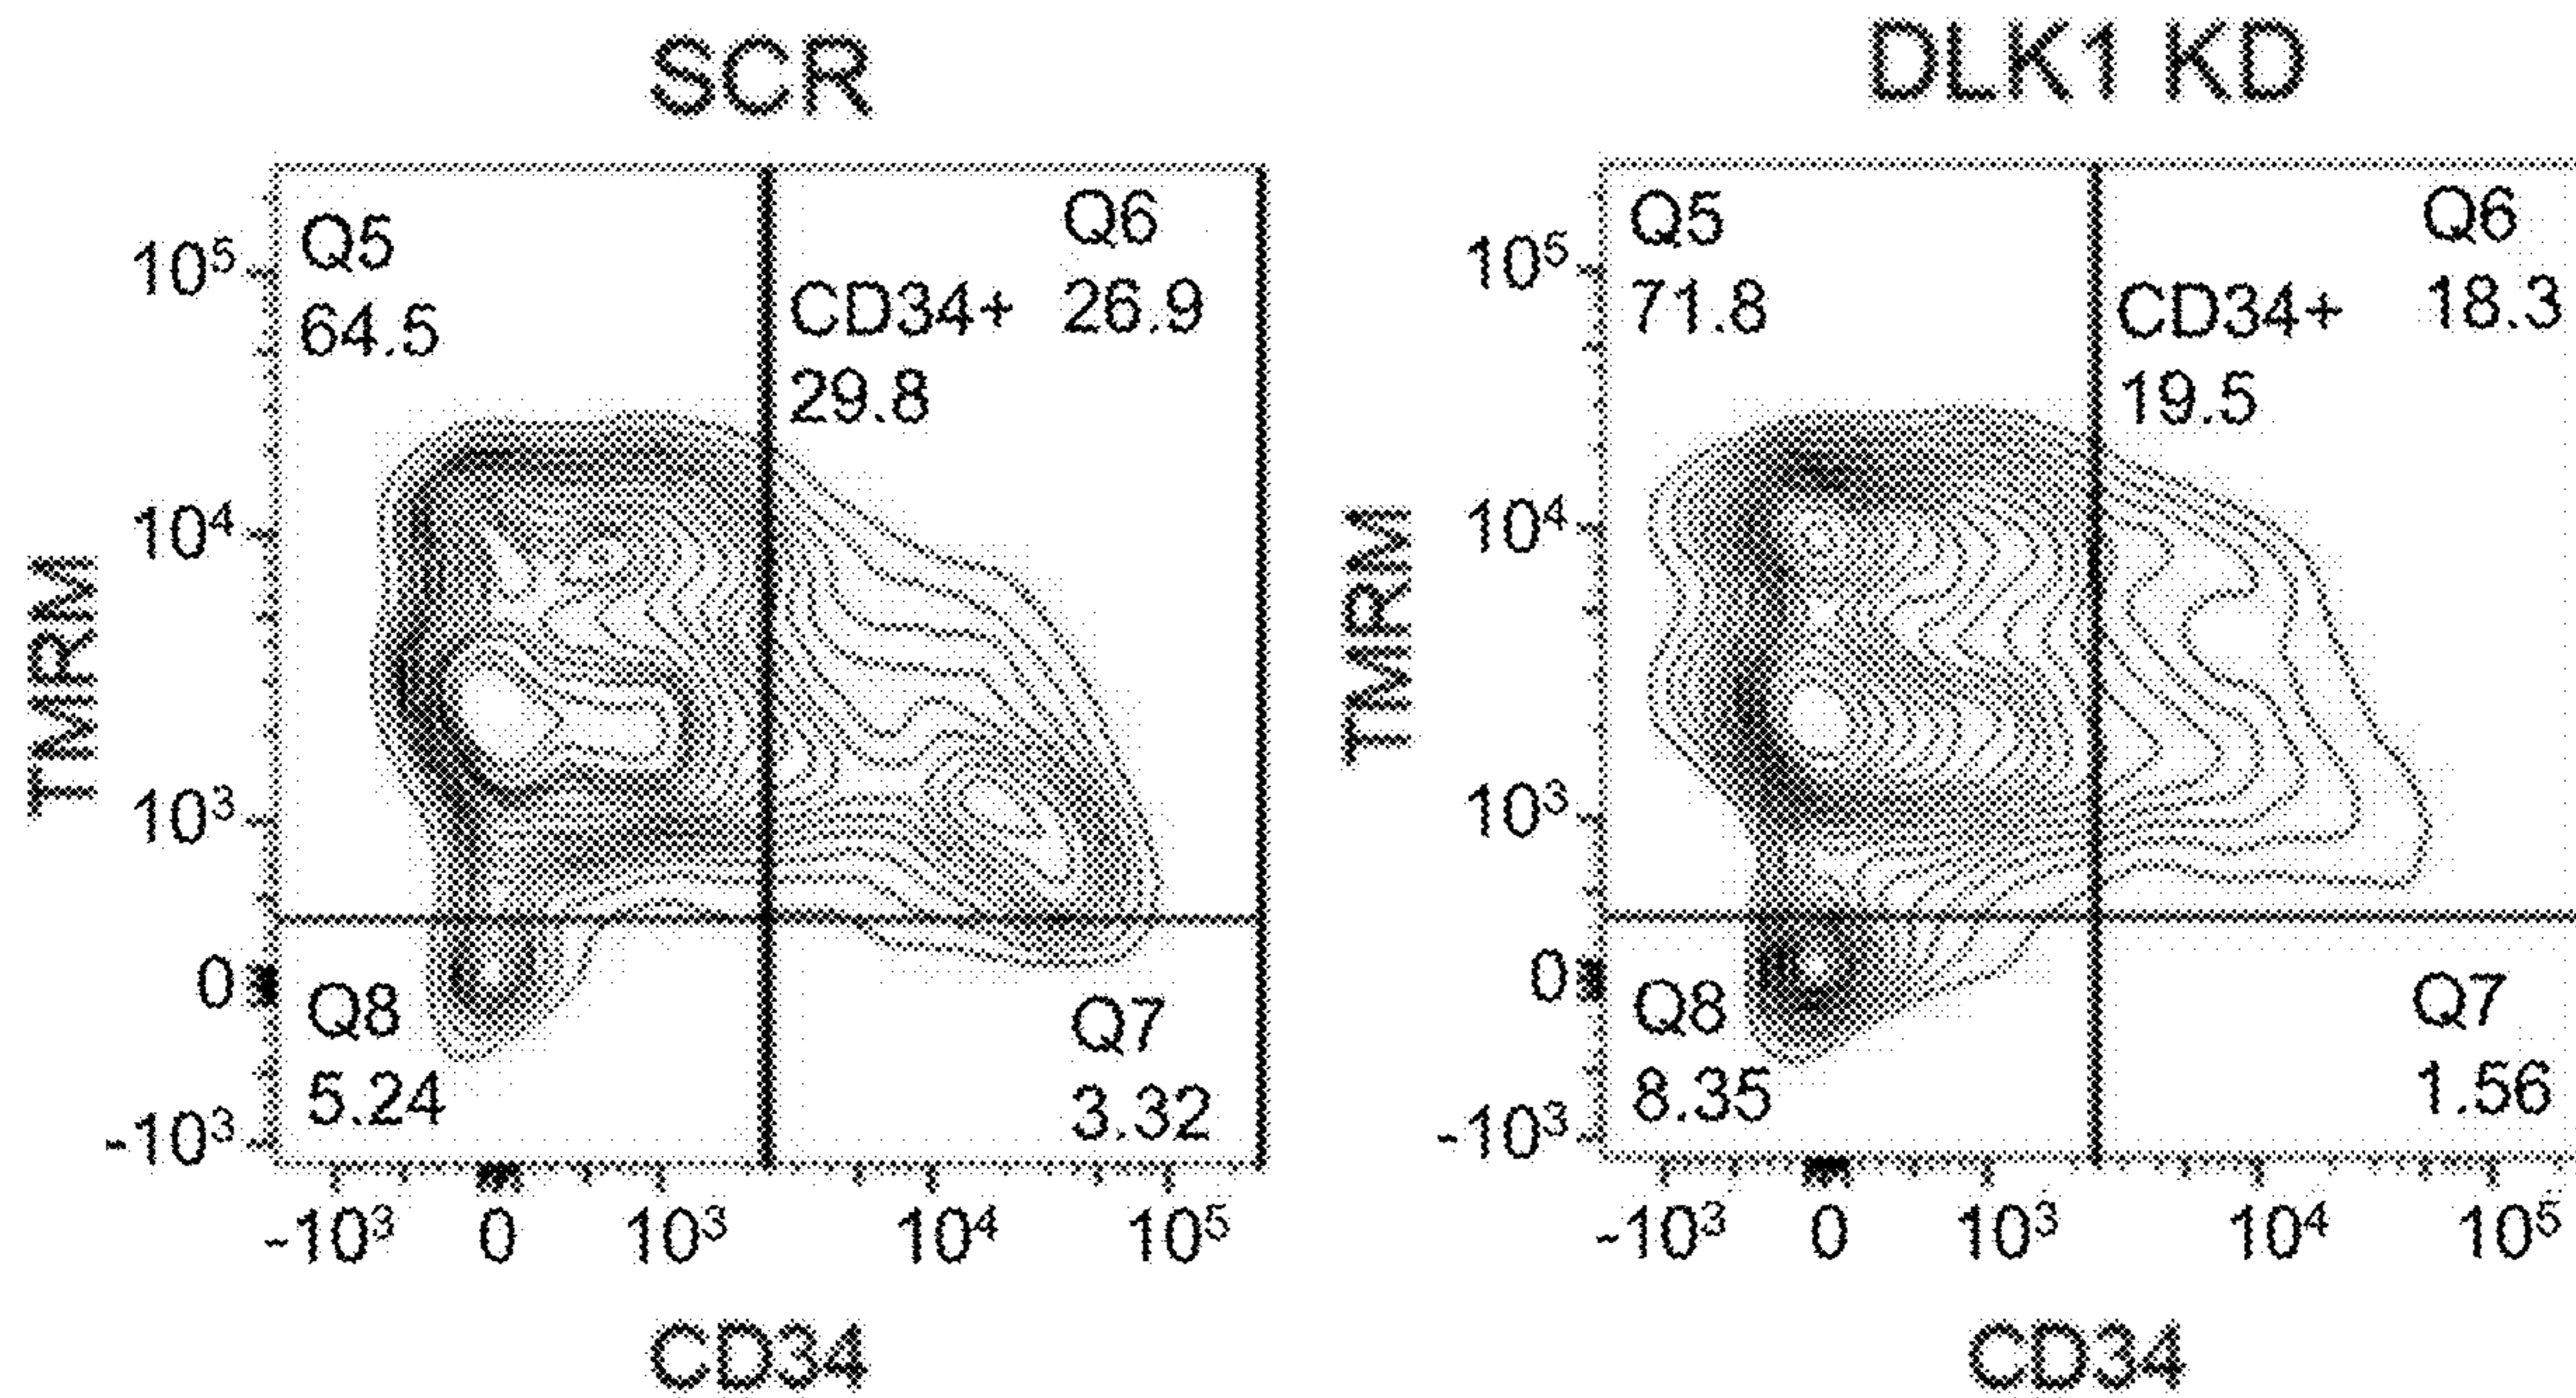 SCR
Q5
64.5
Q6
26.9
CD34+
29.8
Q8
5.24
Q7
3.32
10⁵
10⁴
10³
0
-10³
TMRM
-10³
0
10³
10⁴
10⁵
CD34
DLK1 KD
Q5
71.8
Q6
18.3
CD34+
19.5
Q8
8.35
Q7
1.56
10⁵
10⁴
10³
0
-10³
TMRM
-10³
0
10³
10⁴
10⁵
CD34